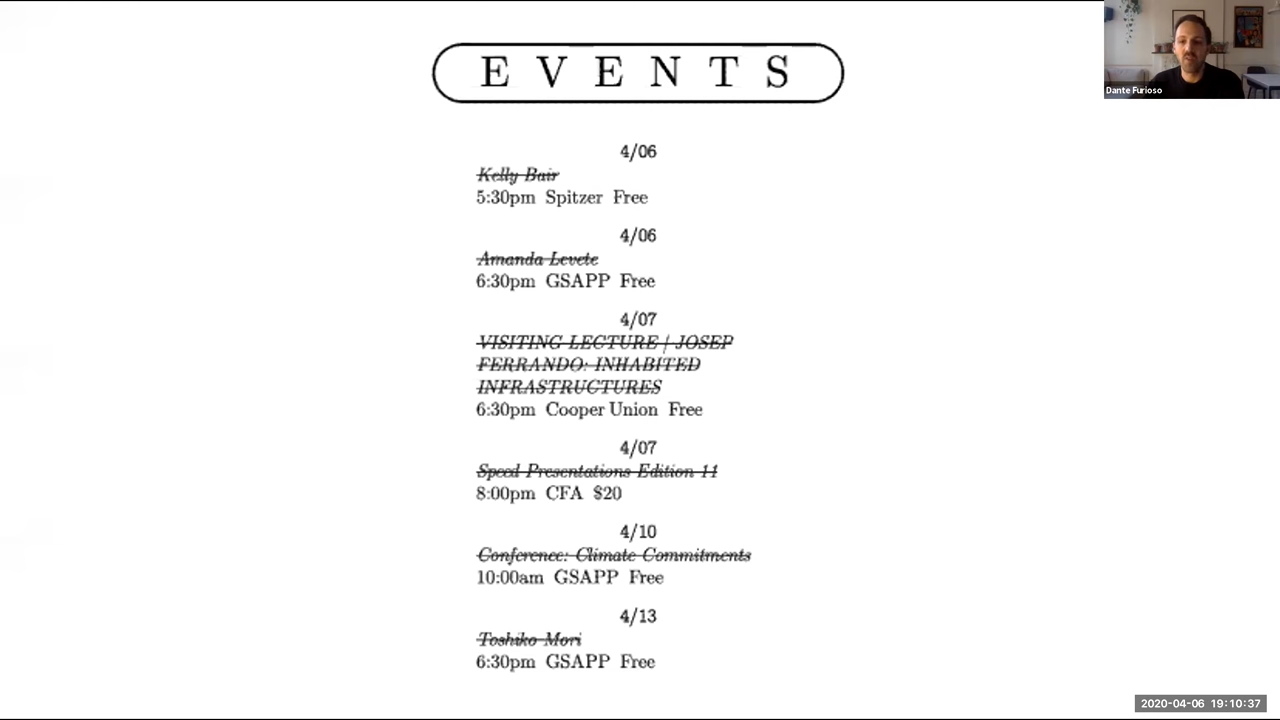 EVENTS
Dante Furioso
4/06
Kelly Bair
5:30pm Spitzer Free
4/06
Amanda Levete
6:30pm GSAPP Free
4/07
VISITING LECTURE / JOSEP
FERRANDO: INHABITED
INFRASTRUCTURES
6:30pm Cooper Union Free
4/07
Speed Presentations Edition 11
8:00pm CFA $20
4/10
Conference: Climate Commitments
10:00am GSAPP Free
4/13
Toshiko Mori
6:30pm GSAPP Free
2020-04-06 19:10:37